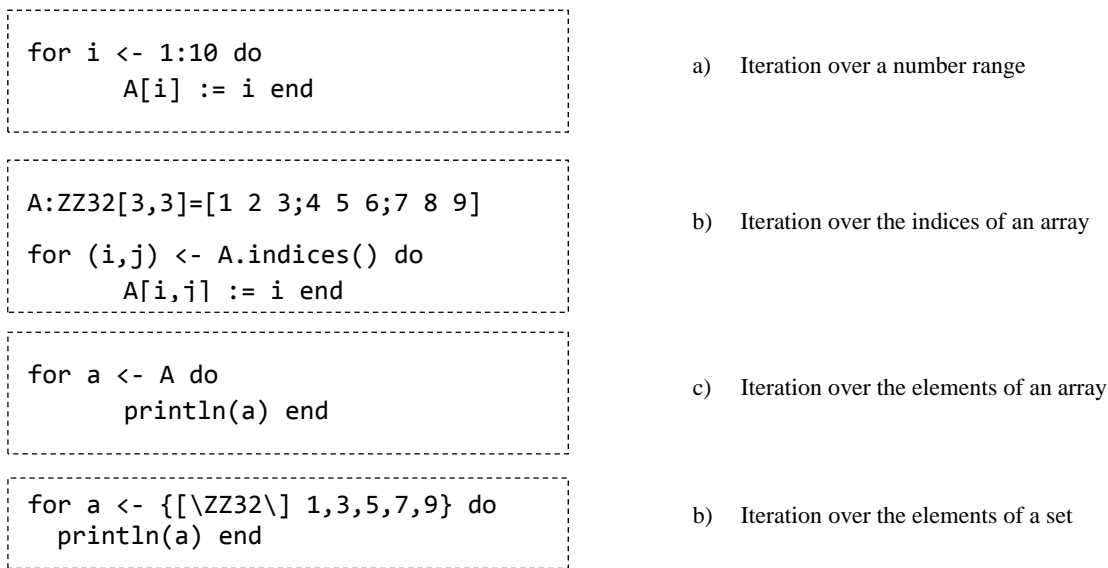 for i <- 1:10 do
A[i] := i end
a) Iteration over a number range
A:ZZ32[3,3]=[1 2 3;4 5 6;7 8 9]
for (i,j) <- A.indices() do
A[i,j] := i end
b) Iteration over the indices of an array
for a <- A do
println(a) end
c) Iteration over the elements of an array
for a <- {[\ZZ32\] 1,3,5,7,9} do
println(a) end
b) Iteration over the elements of a set